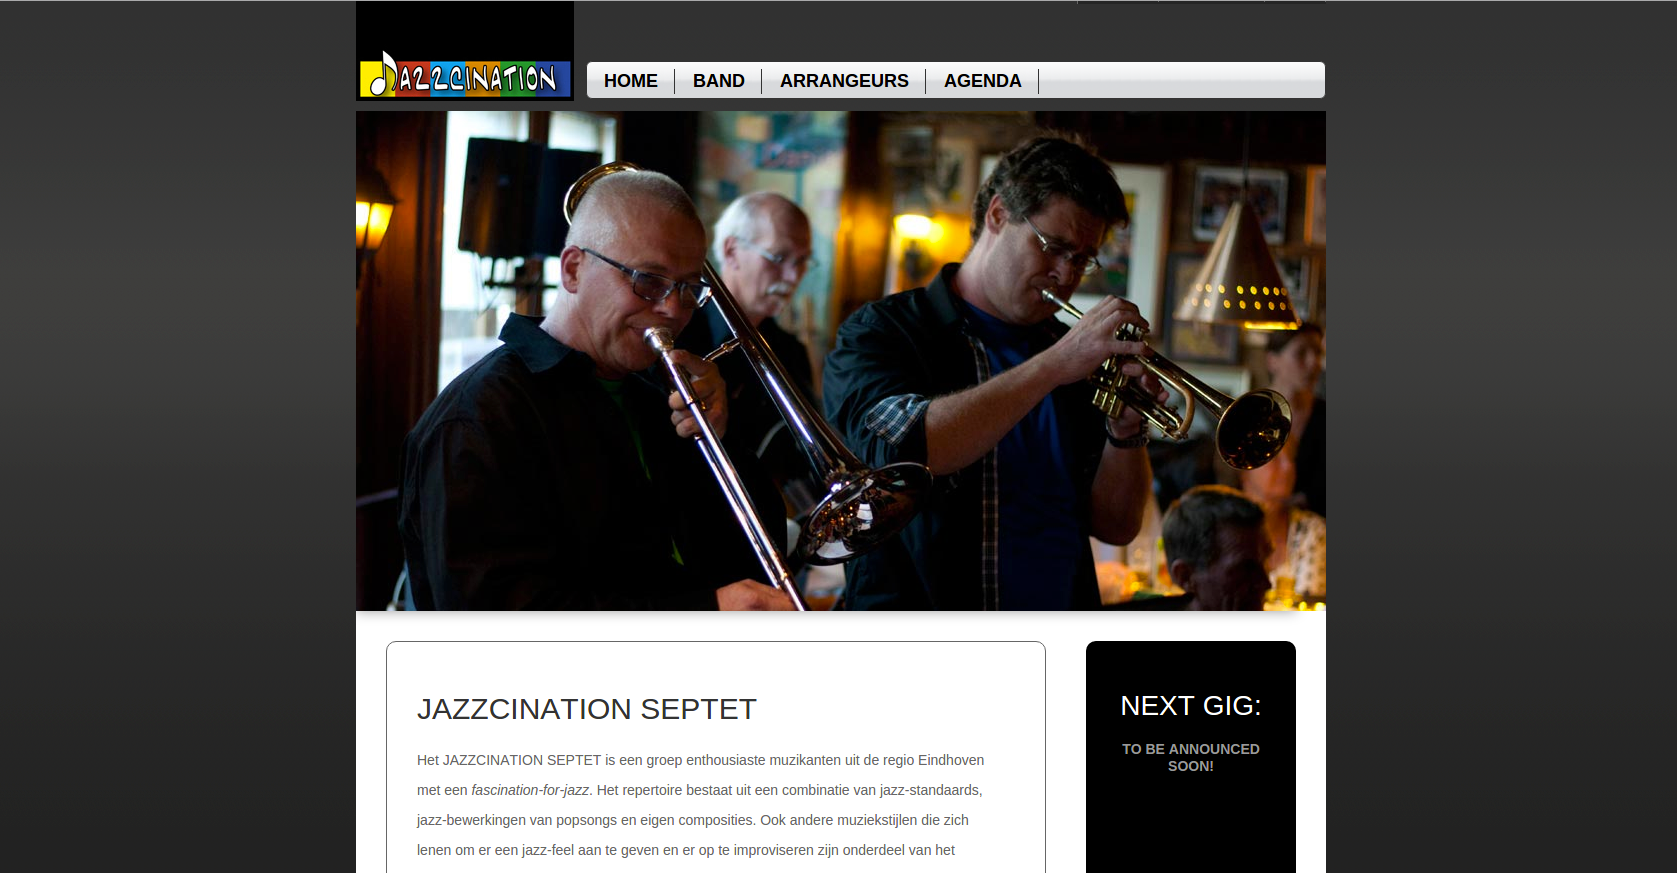 JAZZCINATION
HOME
BAND
ARRANGEURS
AGENDA
JAZZCINATION SEPTET
Het JAZZCINATION SEPTET is een groep enthousiaste muzikanten uit de regio Eindhoven
met een fascination-for-jazz. Het repertoire bestaat uit een combinatie van jazz-standaards,
jazz-bewerkingen van popsongs en eigen composities. Ook andere muziekstijlen die zich
lenen om er een jazz-feel aan te geven en er op te improviseren zijn onderdeel van het
NEXT GIG:
TO BE ANNOUNCED
SOON!